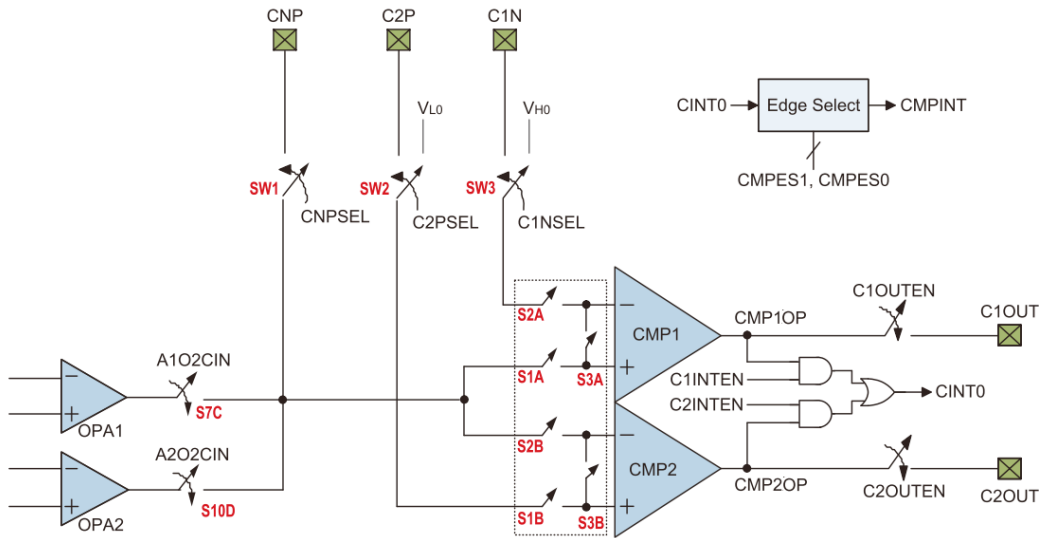 CNP
C2P
C1N
VL0
VH0
CINT0
Edge Select
CMPINT
CMPES1, CMPES0
SW1
SW2
SW3
CNPSEL
C2PSEL
C1NSEL
S2A
−
CMP1
CMP1OP
C1OUTEN
C1OUT
A1O2CIN
S1A
S3A
+
C1INTEN
−
+
S7C
OPA1
C2INTEN
CINT0
S2B
−
A2O2CIN
CMP2
−
CMP2OP
C2OUTEN
C2OUT
+
S10D
S1B
S3B
+
OPA2